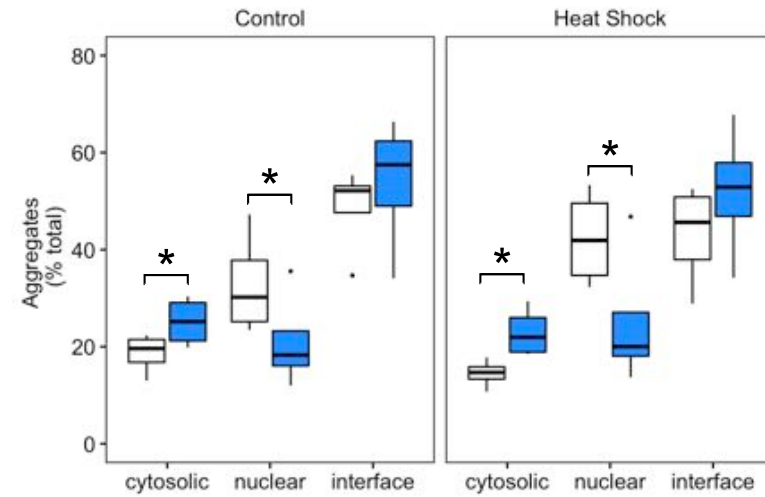 Control
Heat Shock
Aggregates
(% total)
80
60
40
20
0
*
*
*
*
cytosolic
nuclear
interface
cytosolic
nuclear
interface